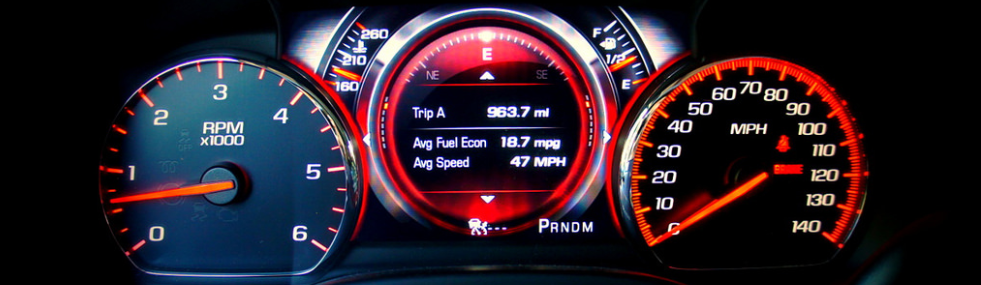 0
1
2
3
4
5
6
RPM
x1000
260
210
160
E
NE
SE
Trip A 963.7 mi
Avg Fuel Econ 18.7 mpg
Avg Speed 47 MPH
PRNDM
F
1/2
E
0
10
20
30
40
50
60
70
80
90
100
110
120
130
140
MPH